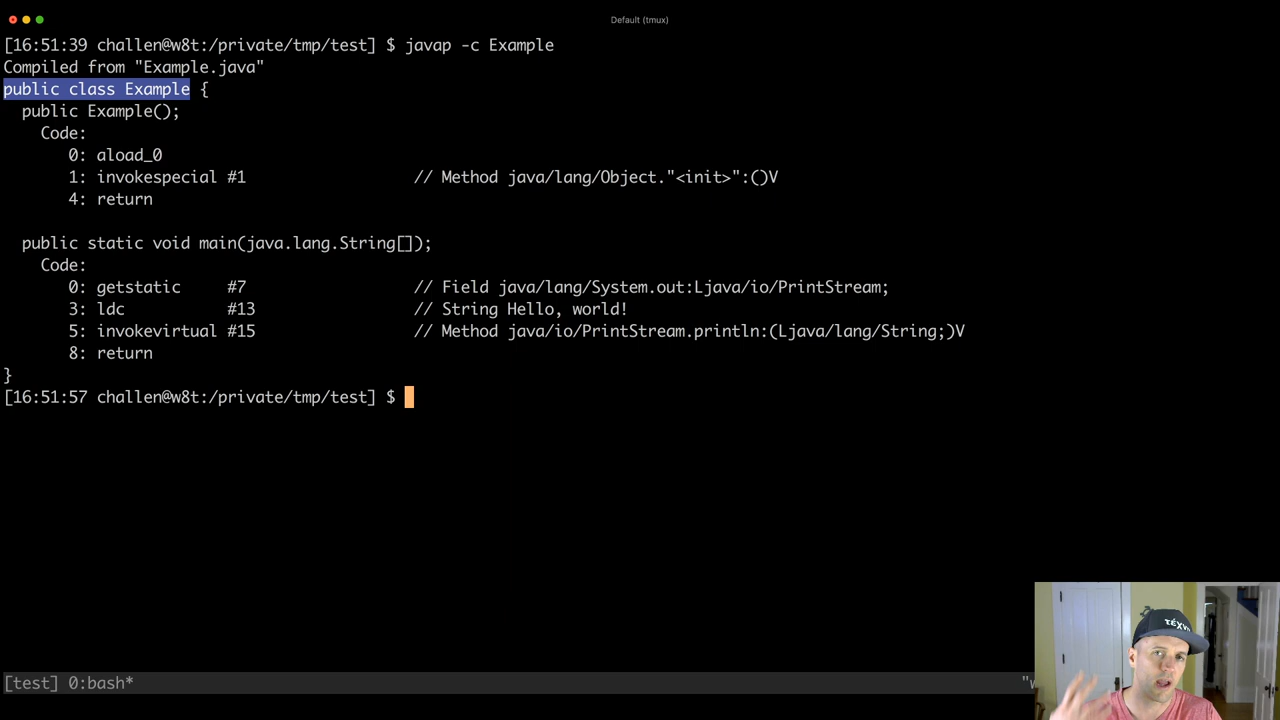 Default (tmux)
[16:51:39 challen@w8t:/private/tmp/test] $ javap -c Example
Compiled from "Example.java"
public class Example {
  public Example();
    Code:
       0: aload_0
       1: invokespecial #1                  // Method java/lang/Object."<init>":()V
       4: return

  public static void main(java.lang.String[]);
    Code:
       0: getstatic     #7                  // Field java/lang/System.out:Ljava/io/PrintStream;
       3: ldc           #13                 // String Hello, world!
       5: invokevirtual #15                 // Method java/io/PrintStream.println:(Ljava/lang/String;)V
       8: return
}
[16:51:57 challen@w8t:/private/tmp/test] $
[test] 0:bash*